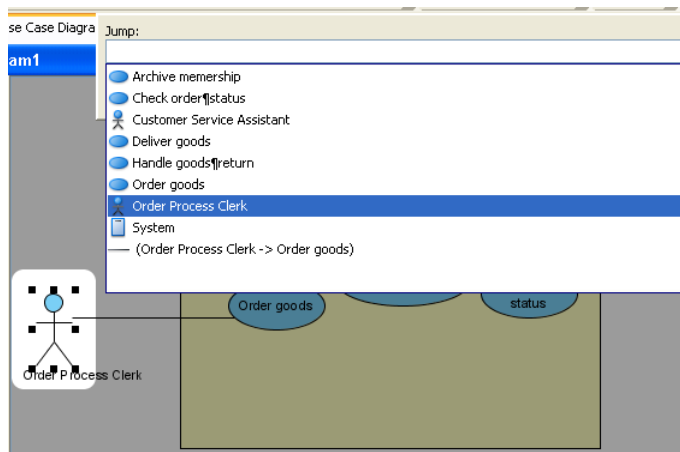 se Case Diagra
Jump:
am1
Archive memership
Check order¶status
Customer Service Assistant
Deliver goods
Handle goods¶return
Order goods
Order Process Clerk
System
(Order Process Clerk -> Order goods)
Order goods
status
Order Process Clerk